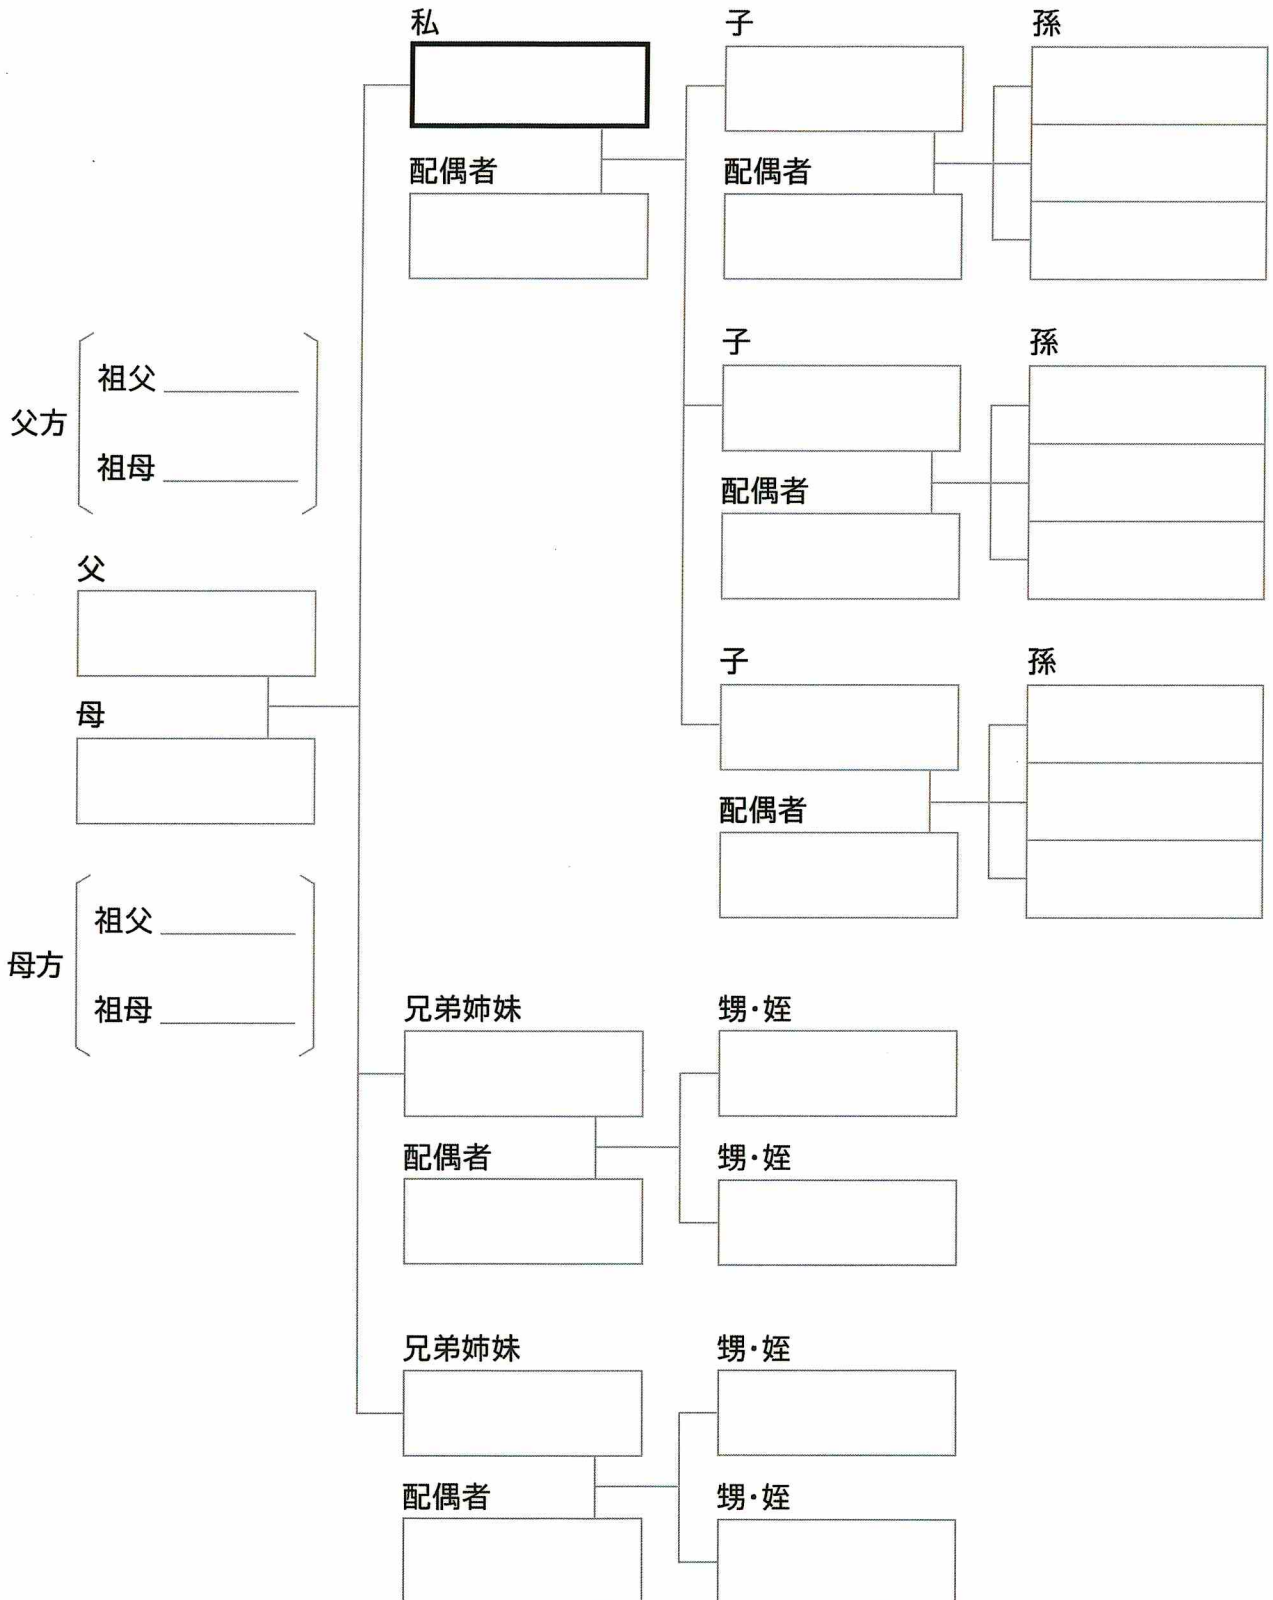 私
配偶者
子
配偶者
孫
子
配偶者
孫
子
配偶者
孫
父方
祖父
祖母
父
母
母方
祖父
祖母
兄弟姉妹
配偶者
甥・姪
甥・姪
兄弟姉妹
配偶者
甥・姪
甥・姪